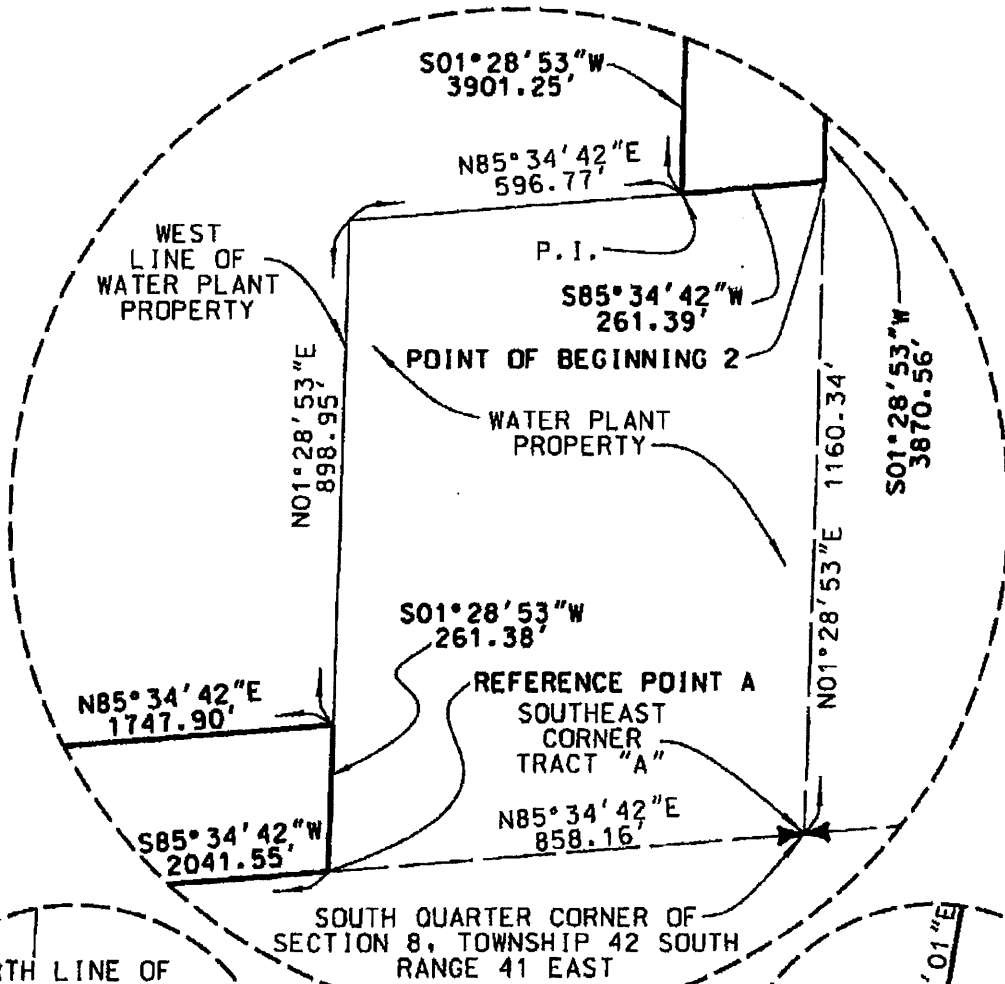 S01°28'53"W
3901.25'
N85°34'42"E
596.77'
WEST
LINE OF
WATER PLANT
PROPERTY
P.I.
S85°34'42"W
261.39'
POINT OF BEGINNING 2
S01°28'53"W
3870.56'
N01°28'53"E
898.95'
WATER PLANT
PROPERTY
N01°28'53"E 1160.34'
S01°28'53"W
261.38'
REFERENCE POINT A
N85°34'42"E
1747.90'
SOUTHEAST
CORNER
TRACT "A"
N85°34'42"E
858.16'
S85°34'42"W
2041.55'
SOUTH QUARTER CORNER OF
SECTION 8, TOWNSHIP 42 SOUTH
RANGE 41 EAST
TH LINE OF
'01"E